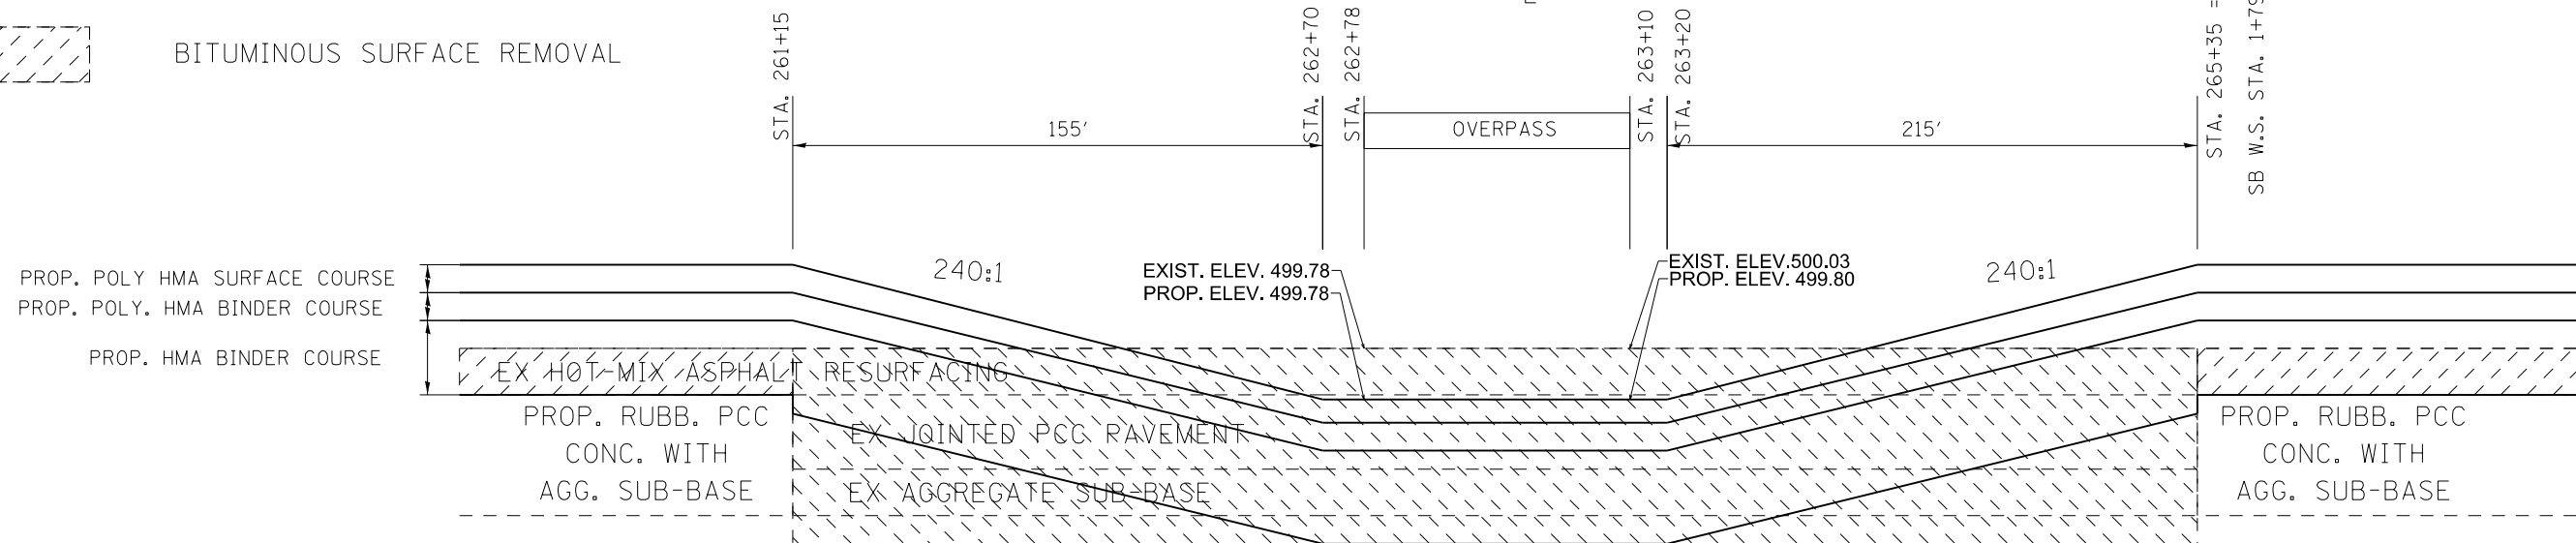 BITUMINOUS SURFACE REMOVAL
STA. 261+15
STA. 262+70
STA. 262+78
STA. 263+10
STA. 263+20
STA. 265+35 =
SB W.S. STA. 1+79
155'
OVERPASS
215'
PROP. POLY HMA SURFACE COURSE
PROP. POLY. HMA BINDER COURSE
PROP. HMA BINDER COURSE
240:1
EXIST. ELEV. 499.78
PROP. ELEV. 499.78
EXIST. ELEV.500.03
PROP. ELEV. 499.80
240:1
EX HOT-MIX ASPHALT RESURFACING
PROP. RUBB. PCC
CONC. WITH
AGG. SUB-BASE
EX JOINTED PCC PAVEMENT
EX AGGREGATE SUB-BASE
PROP. RUBB. PCC
CONC. WITH
AGG. SUB-BASE